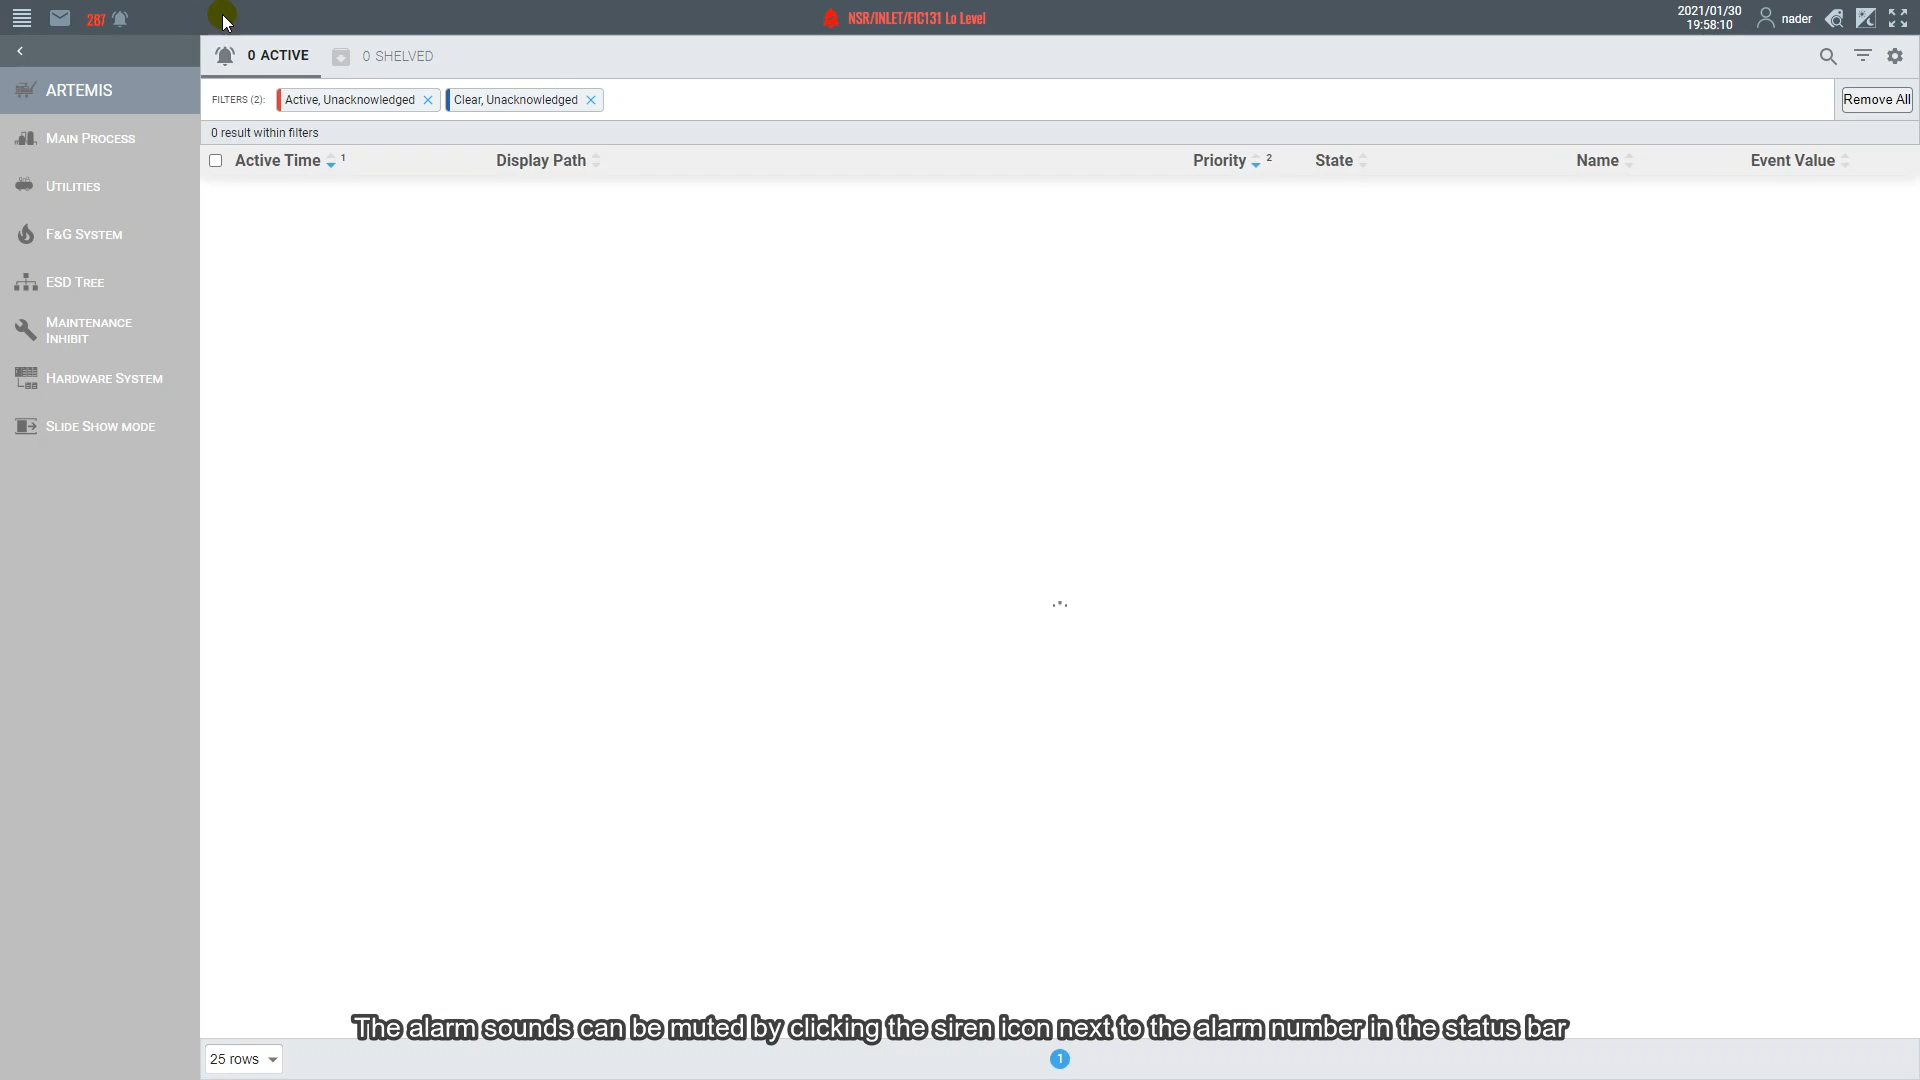 287
NSR/INLET/FIC131 Lo Level
2021/01/30
19:58:10
nader
0 ACTIVE
0 SHELVED
FILTERS (2):
Active, Unacknowledged
Clear, Unacknowledged
Remove All
0 result within filters
Active Time 1
Display Path
Priority 2
State
Name
Event Value
ARTEMIS
MAIN PROCESS
UTILITIES
F&G SYSTEM
ESD TREE
MAINTENANCE
INHIBIT
HARDWARE SYSTEM
SLIDE SHOW MODE
The alarm sounds can be muted by clicking the siren icon next to the alarm number in the status bar
25 rows
1